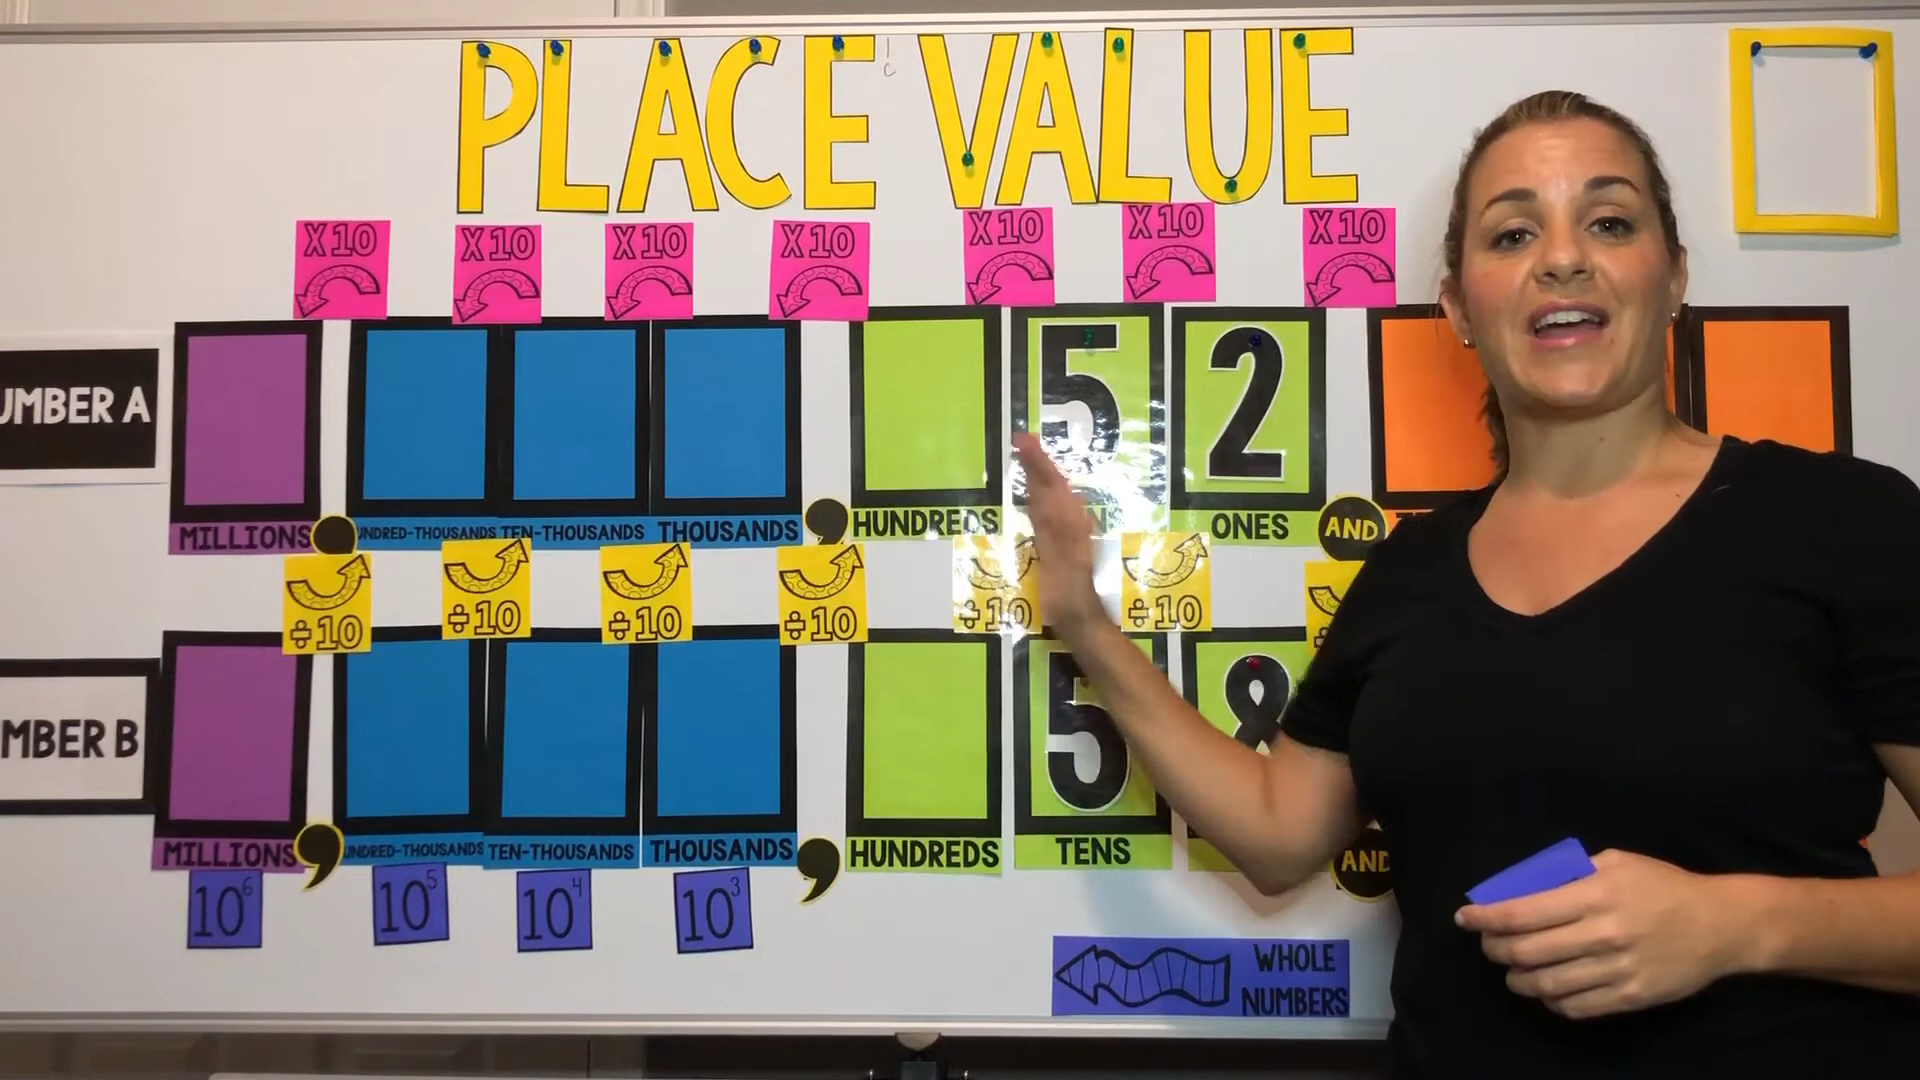 PLACE VALUE
X10 X10 X10 X10 X10 X10 X10
UMBER A
5 2
MILLIONS , UNDRED-THOUSANDS TEN-THOUSANDS THOUSANDS , HUNDREDS ONES AND
÷10 ÷10 ÷10 ÷10 ÷10 ÷10
MBER B
5 8
MILLIONS , UNDRED-THOUSANDS TEN-THOUSANDS THOUSANDS , HUNDREDS TENS AND
10⁶ 10⁵ 10⁴ 10³
WHOLE
NUMBERS